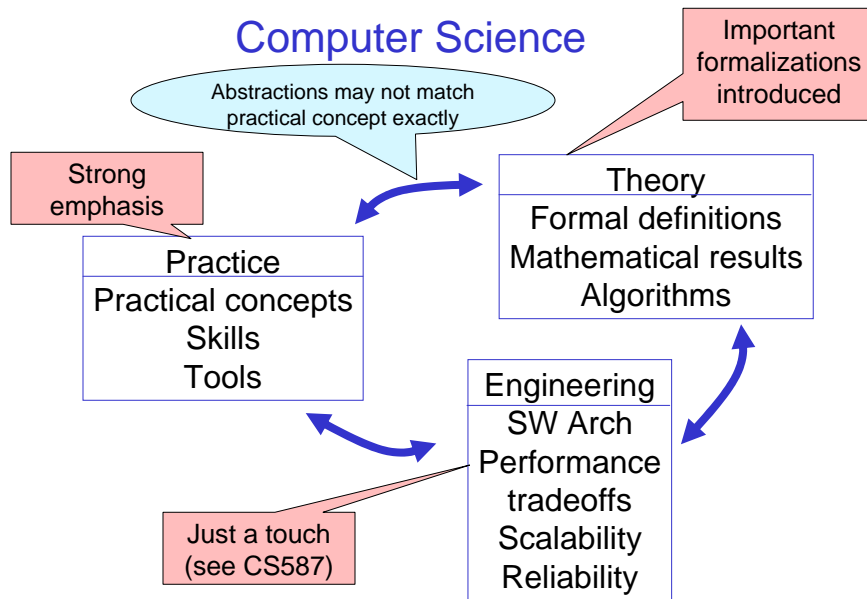 Computer Science
Important
formalizations
introduced
Abstractions may not match
practical concept exactly
Strong
emphasis
Theory
Formal definitions
Mathematical results
Algorithms
Practice
Practical concepts
Skills
Tools
Engineering
SW Arch
Performance
tradeoffs
Scalability
Reliability
Just a touch
(see CS587)